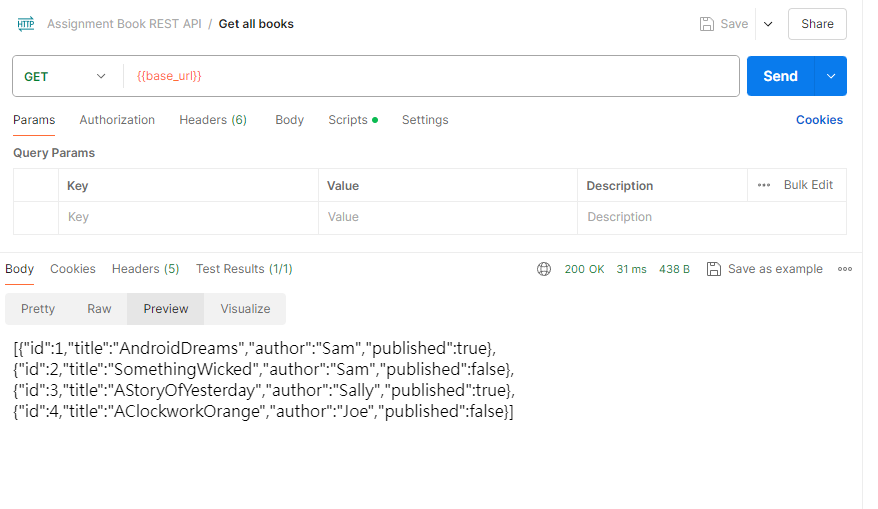 HTTP Assignment Book REST API / Get all books Save Share
GET {{base_url}} Send
Params Authorization Headers (6) Body Scripts Settings Cookies
Query Params
Key Value Description Bulk Edit
Key Value Description
Body Cookies Headers (5) Test Results (1/1) 200 OK 31 ms 438 B Save as example
Pretty Raw Preview Visualize
[{"id":1,"title":"AndroidDreams","author":"Sam","published":true},
{"id":2,"title":"SomethingWicked","author":"Sam","published":false},
{"id":3,"title":"AStoryOfYesterday","author":"Sally","published":true},
{"id":4,"title":"AClockworkOrange","author":"Joe","published":false}]